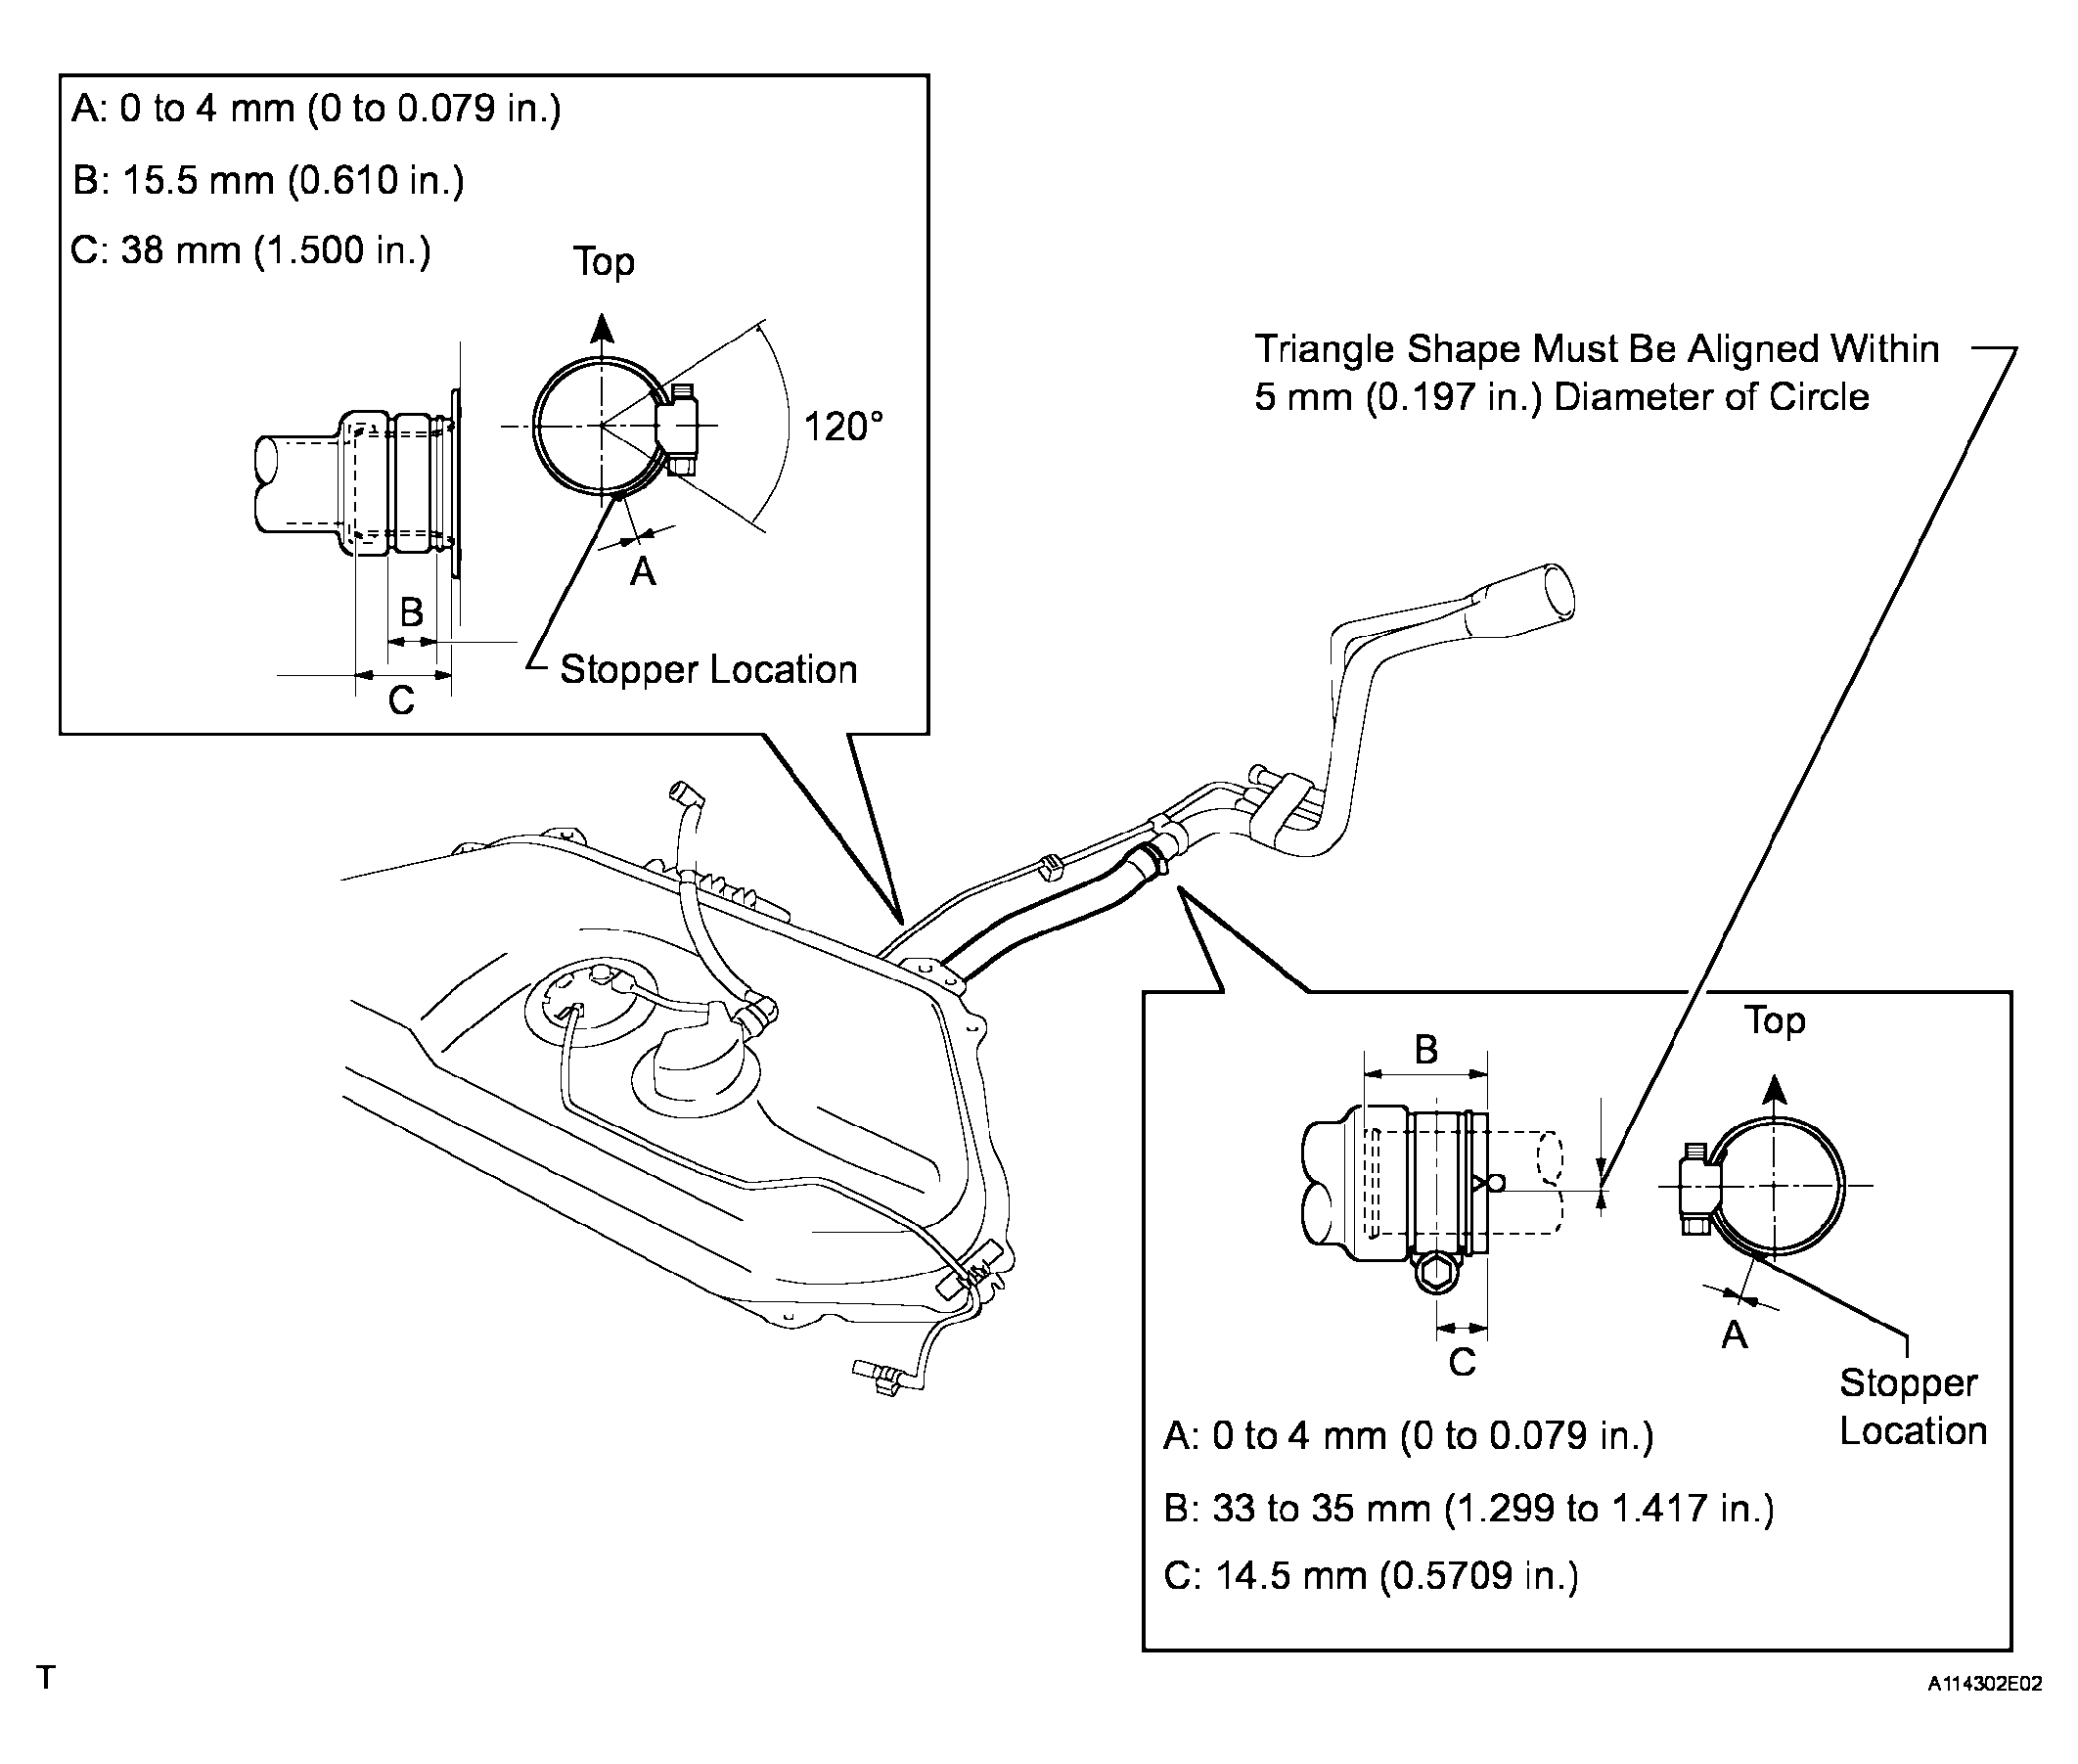 A: 0 to 4 mm (0 to 0.079 in.)
B: 15.5 mm (0.610 in.)
C: 38 mm (1.500 in.)
Top
120°
A
B
Stopper Location
C
Triangle Shape Must Be Aligned Within
5 mm (0.197 in.) Diameter of Circle
Top
B
A
C
Stopper
Location
A: 0 to 4 mm (0 to 0.079 in.)
B: 33 to 35 mm (1.299 to 1.417 in.)
C: 14.5 mm (0.5709 in.)
T
A114302E02